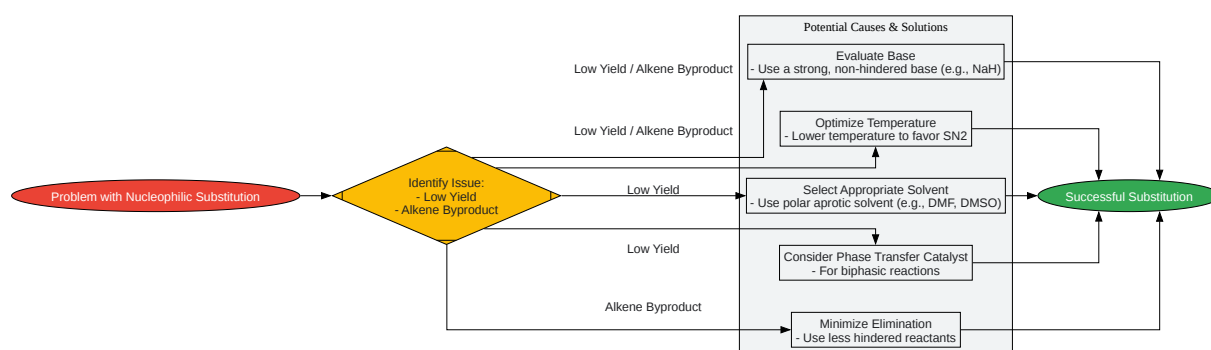 Potential Causes & Solutions
Low Yield / Alkene Byproduct
Evaluate Base
- Use a strong, non-hindered base (e.g., NaH)
Low Yield / Alkene Byproduct
Optimize Temperature
- Lower temperature to favor SN2
Problem with Nucleophilic Substitution
Identify Issue:
- Low Yield
- Alkene Byproduct
Low Yield
Select Appropriate Solvent
- Use polar aprotic solvent (e.g., DMF, DMSO)
Successful Substitution
Low Yield
Consider Phase Transfer Catalyst
- For biphasic reactions
Alkene Byproduct
Minimize Elimination
- Use less hindered reactants